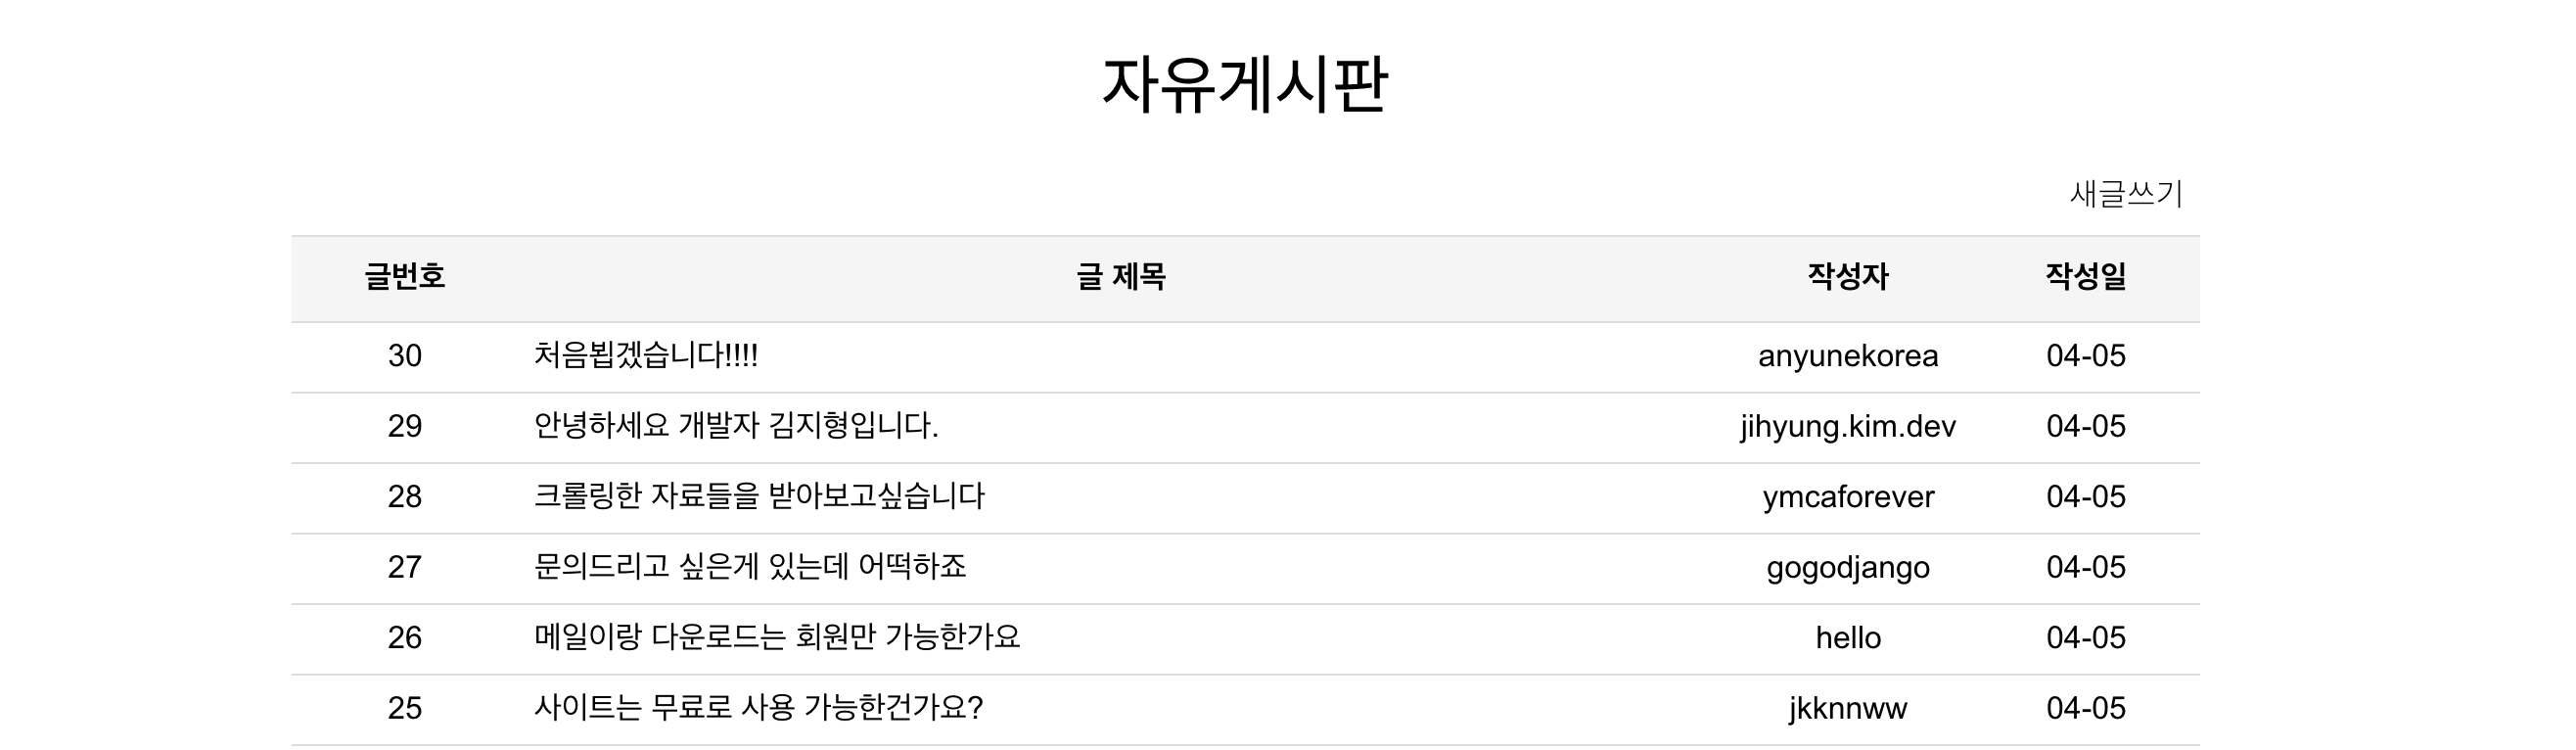 자유게시판
새글쓰기
글번호 글 제목 작성자 작성일
30 처음뵙겠습니다!!!! anyunekorea 04-05
29 안녕하세요 개발자 김지형입니다. jihyung.kim.dev 04-05
28 크롤링한 자료들을 받아보고싶습니다 ymcaforever 04-05
27 문의드리고 싶은게 있는데 어떡하죠 gogodjango 04-05
26 메일이랑 다운로드는 회원만 가능한가요 hello 04-05
25 사이트는 무료로 사용 가능한건가요? jkknnww 04-05